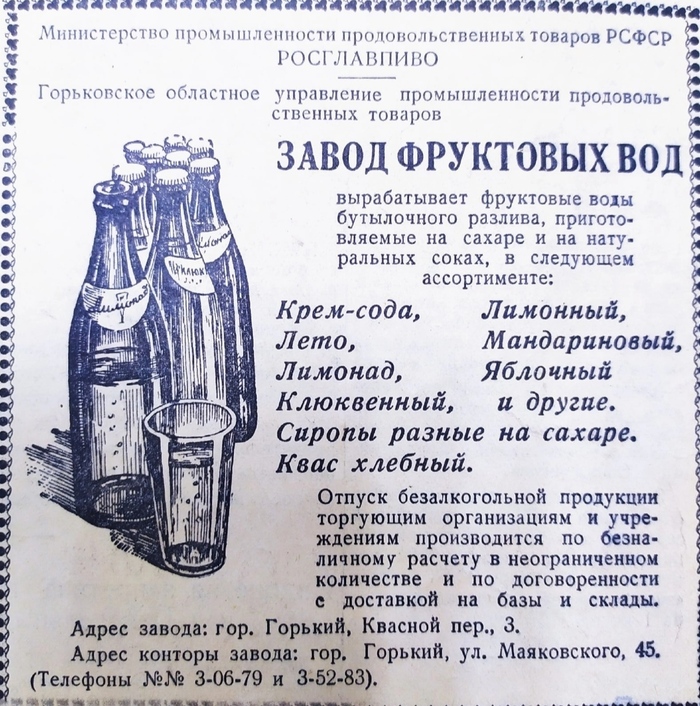 Министерство промышленности продовольственных товаров РСФСР
РОСГЛАВПИВО
Горьковское областное управление промышленности продоволь-
ственных товаров
ЗАВОД ФРУКТОВЫХ ВОД
вырабатывает фруктовые воды
бутылочного разлива, пригото-
вляемые на сахаре и на нату-
ральных соках, в следующем
ассортименте:
Крем-сода, Лимонный,
Лето, Мандариновый,
Лимонад, Яблочный
Клюквенный, и другие.
Сиропы разные на сахаре.
Квас хлебный.
Отпуск безалкогольной продукции
торгующим организациям и учре-
ждениям производится по безна-
личному расчету в неограниченном
количестве и по договоренности
с доставкой на базы и склады.
Адрес завода: гор. Горький, Квасной пер., 3.
Адрес конторы завода: гор. Горький, ул. Маяковского, 45.
(Телефоны №№ 3-06-79 и 3-52-83).